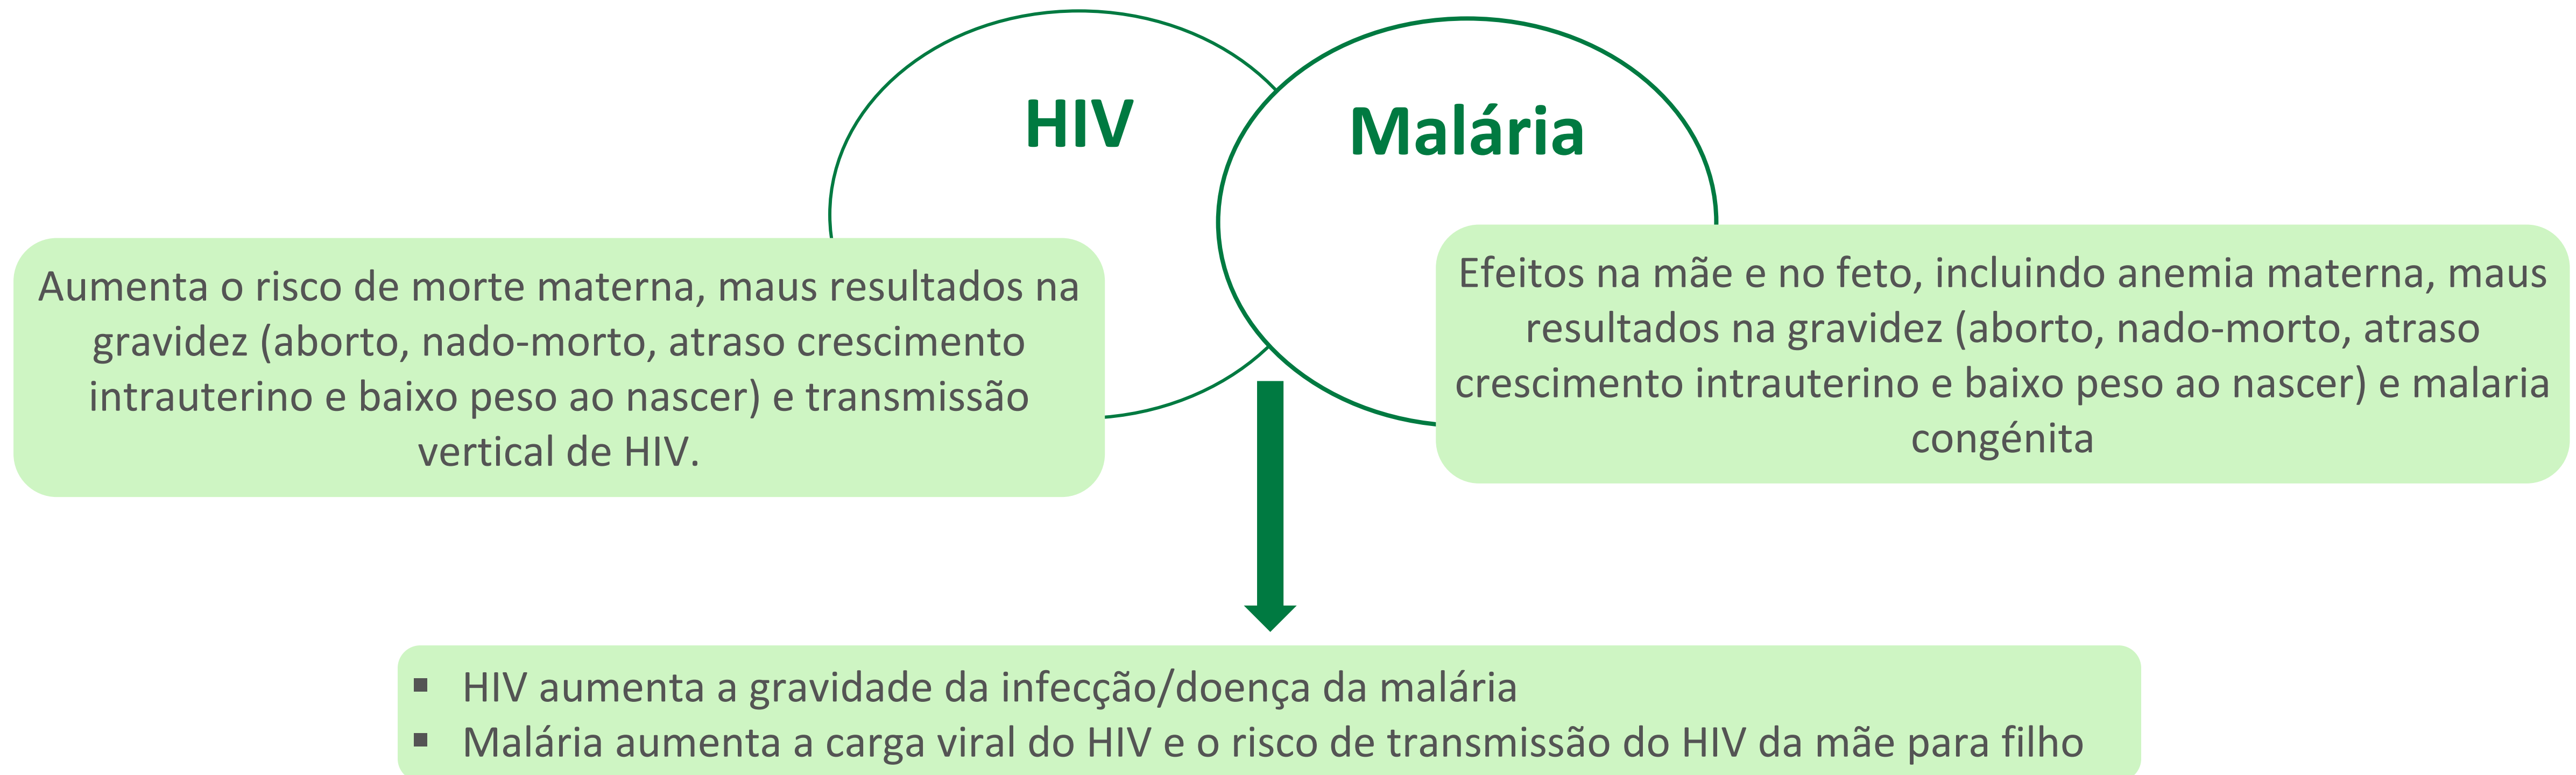 HIV
Malária
Aumenta o risco de morte materna, maus resultados na
gravidez (aborto, nado-morto, atraso crescimento
intrauterino e baixo peso ao nascer) e transmissão
vertical de HIV.
Efeitos na mãe e no feto, incluindo anemia materna, maus
resultados na gravidez (aborto, nado-morto, atraso
crescimento intrauterino e baixo peso ao nascer) e malaria
congénita
▪ HIV aumenta a gravidade da infecção/doença da malária
▪ Malária aumenta a carga viral do HIV e o risco de transmissão do HIV da mãe para filho